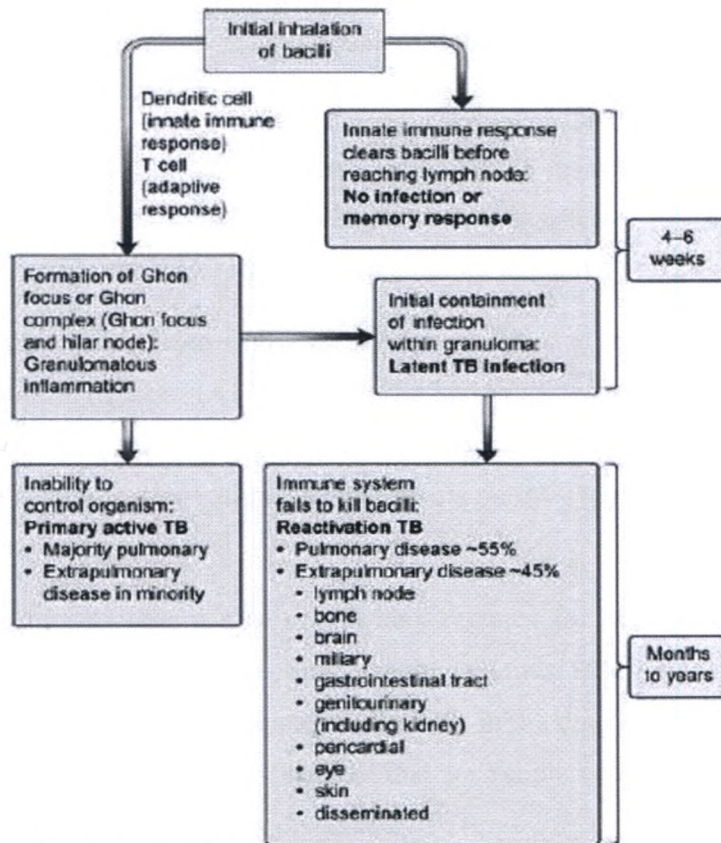 Initial inhalation
of bacilli
Dendritic cell
(innate immune
response)
T cell
(adaptive
response)
Innate immune response
clears bacilli before
reaching lymph node:
No infection or
memory response
4–6
weeks
Formation of Ghon
focus or Ghon
complex (Ghon focus
and hilar node):
Granulomatous
inflammation
Initial containment
of infection
within granuloma:
Latent TB infection
Inability to
control organism:
Primary active TB
• Majority pulmonary
• Extrapulmonary
disease in minority
Immune system
fails to kill bacilli:
Reactivation TB
• Pulmonary disease ~55%
• Extrapulmonary disease ~45%
• lymph node
• bone
• brain
• miliary
• gastrointestinal tract
• genitourinary
(including kidney)
• pericardial
• eye
• skin
• disseminated
Months
to years